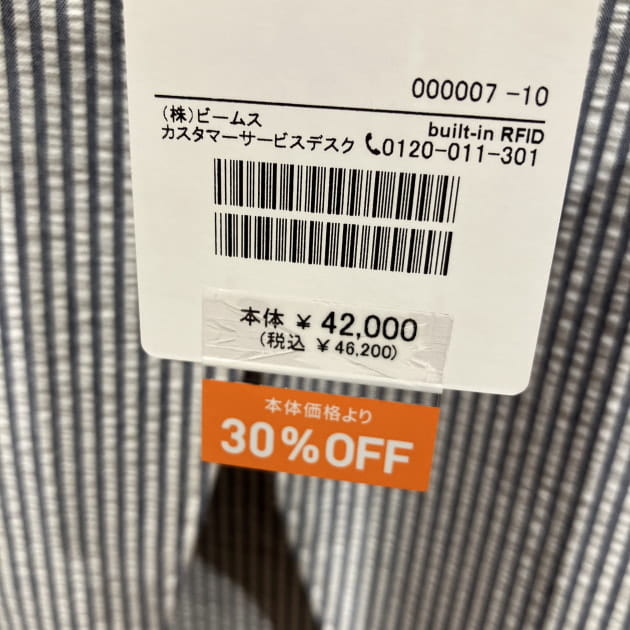 000007 -10
(株)ビームス
built-in RFID
カスタマーサービスデスク 📞0120-011-301
本体 ¥ 42,000
(税込 ¥ 46,200)
本体価格より
30%OFF